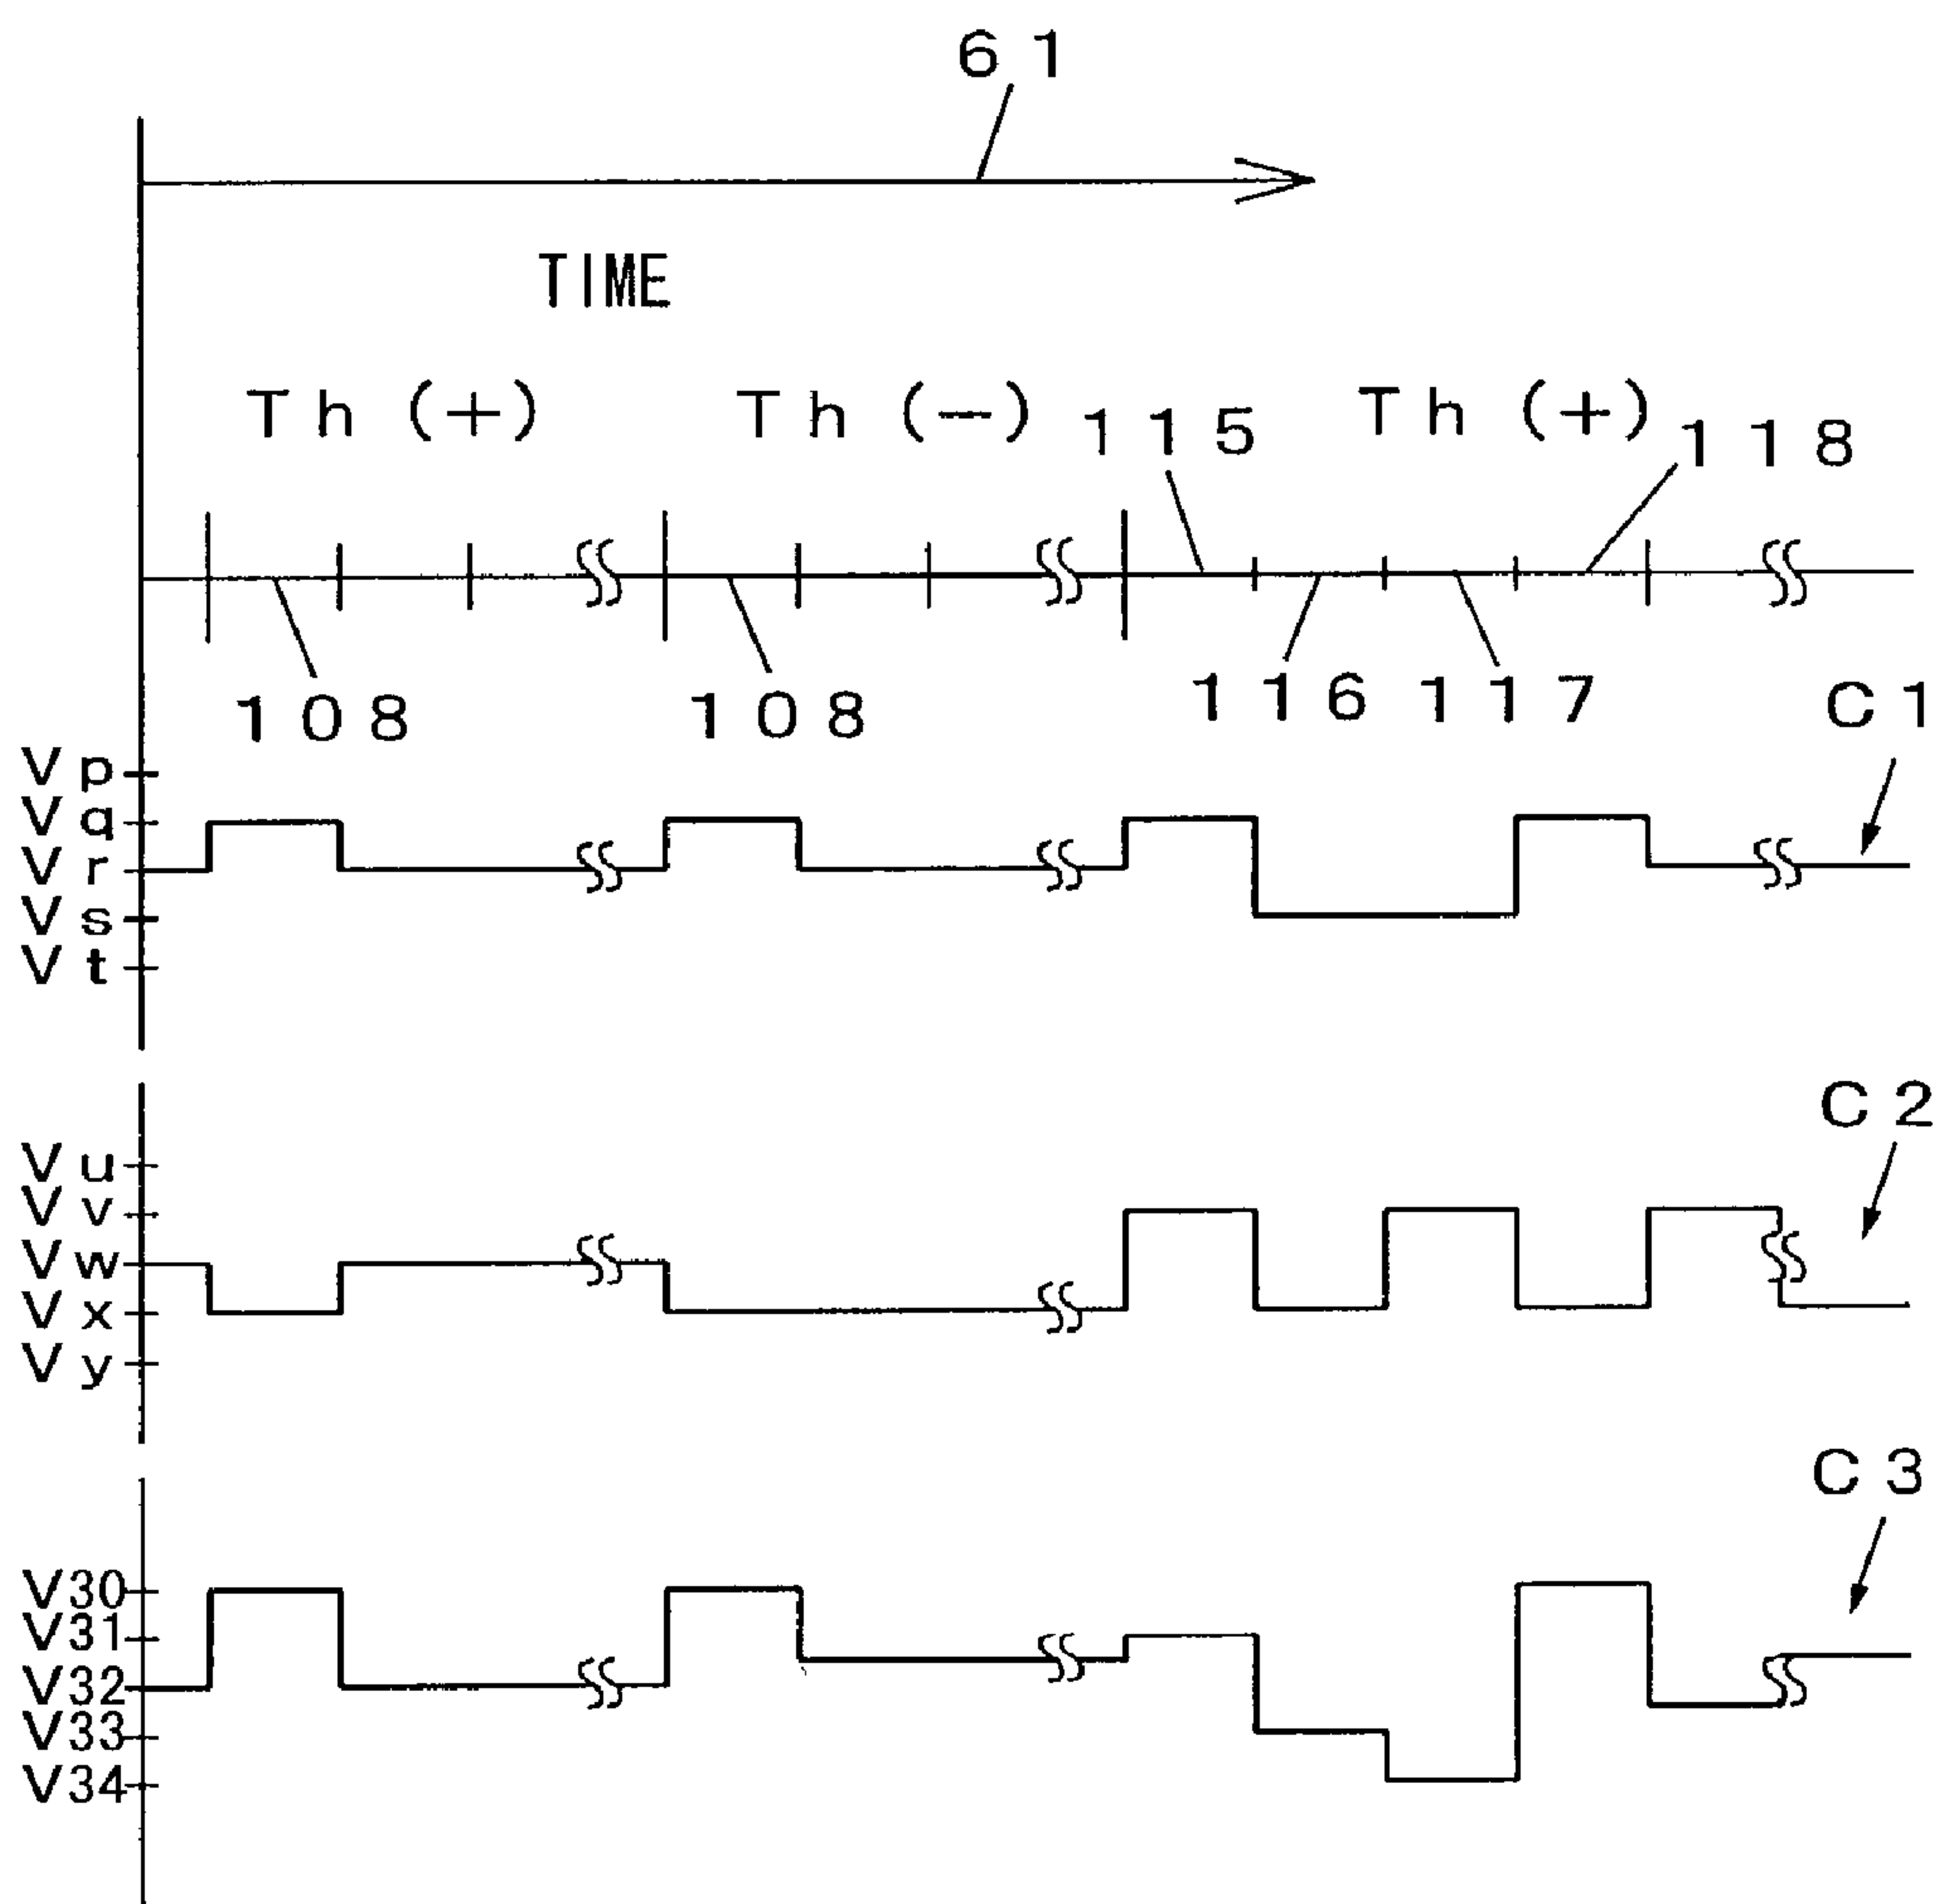 61
TIME
Th (+) Th (-) 115 Th (+) 118
108 108 116 117 C1
Vp
Vq
Vr
Vs
Vt
C2
Vu
Vv
Vw
Vx
Vy
C3
V30
V31
V32
V33
V34